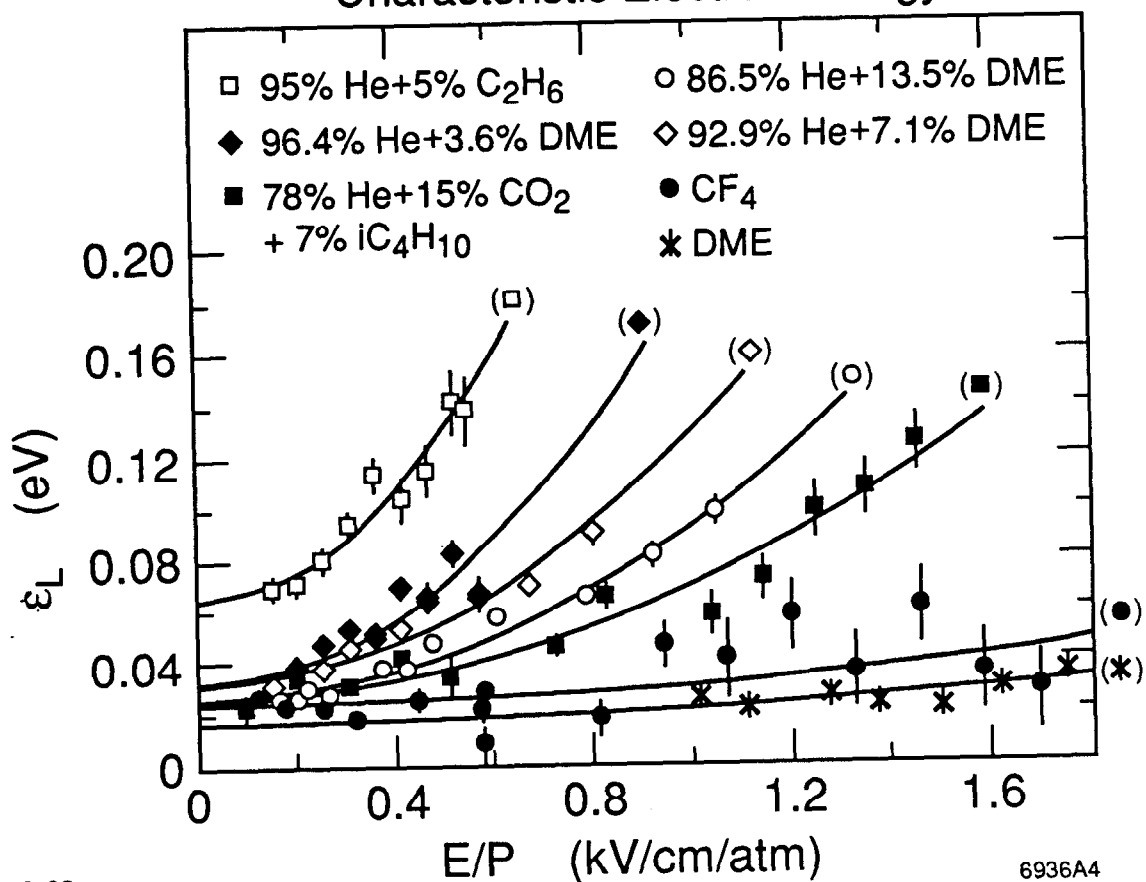 95% He+5% C2H6
96.4% He+3.6% DME
78% He+15% CO2
+ 7% iC4H10
86.5% He+13.5% DME
92.9% He+7.1% DME
CF4
DME
0.20
0.16
0.12
0.08
0.04
0
εL (eV)
0 0.4 0.8 1.2 1.6
E/P (kV/cm/atm)
6936A4